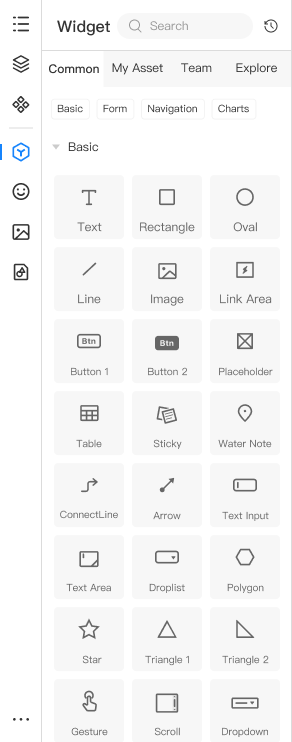 Widget
Search
Common
My Asset
Team
Explore
Basic
Form
Navigation
Charts
Basic
Text
Rectangle
Oval
Line
Image
Link Area
Btn
Btn
Button 1
Button 2
Placeholder
Table
Sticky
Water Note
ConnectLine
Arrow
Text Input
Text Area
Droplist
Polygon
Star
Triangle 1
Triangle 2
Gesture
Scroll
Dropdown